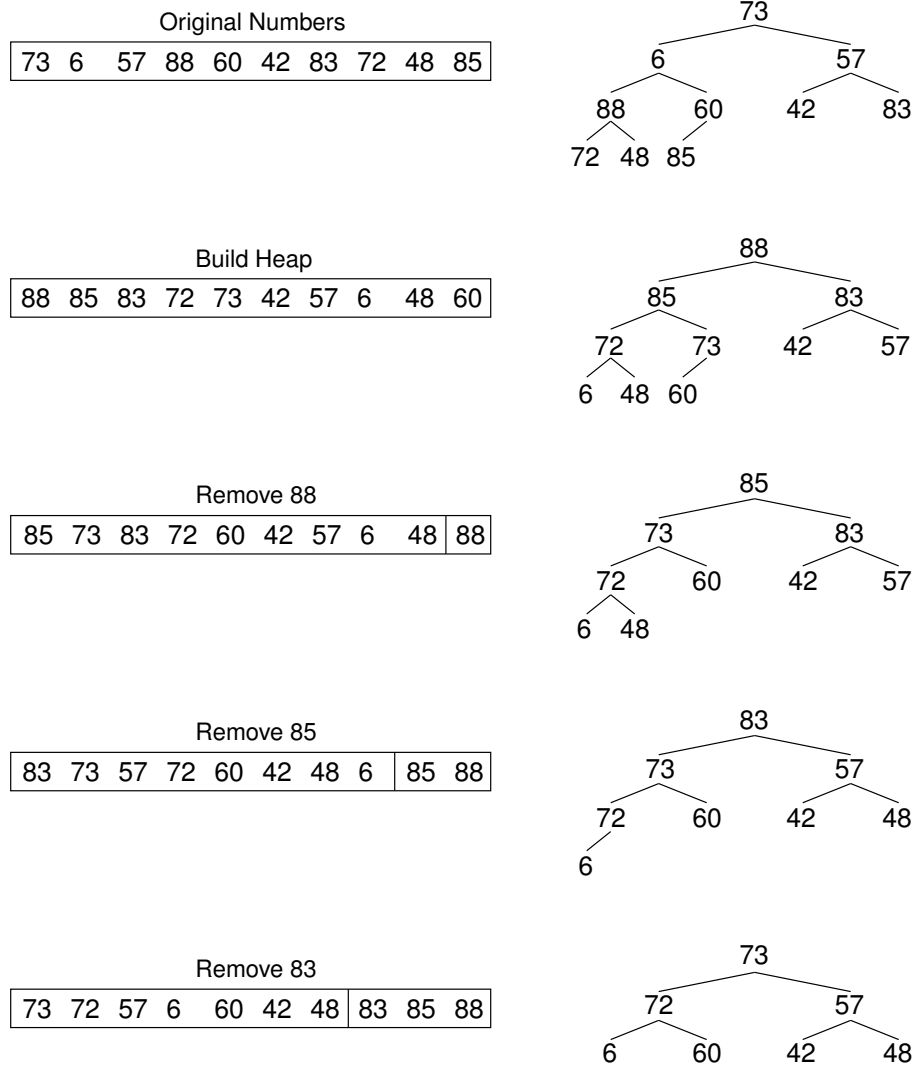 Original Numbers
73 6 57 88 60 42 83 72 48 85
73
6 57
88 60 42 83
72 48 85
Build Heap
88 85 83 72 73 42 57 6 48 60
88
85 83
72 73 42 57
6 48 60
Remove 88
85 73 83 72 60 42 57 6 48 88
85
73 83
72 60 42 57
6 48
Remove 85
83 73 57 72 60 42 48 6 85 88
83
73 57
72 60 42 48
6
Remove 83
73 72 57 6 60 42 48 83 85 88
73
72 57
6 60 42 48